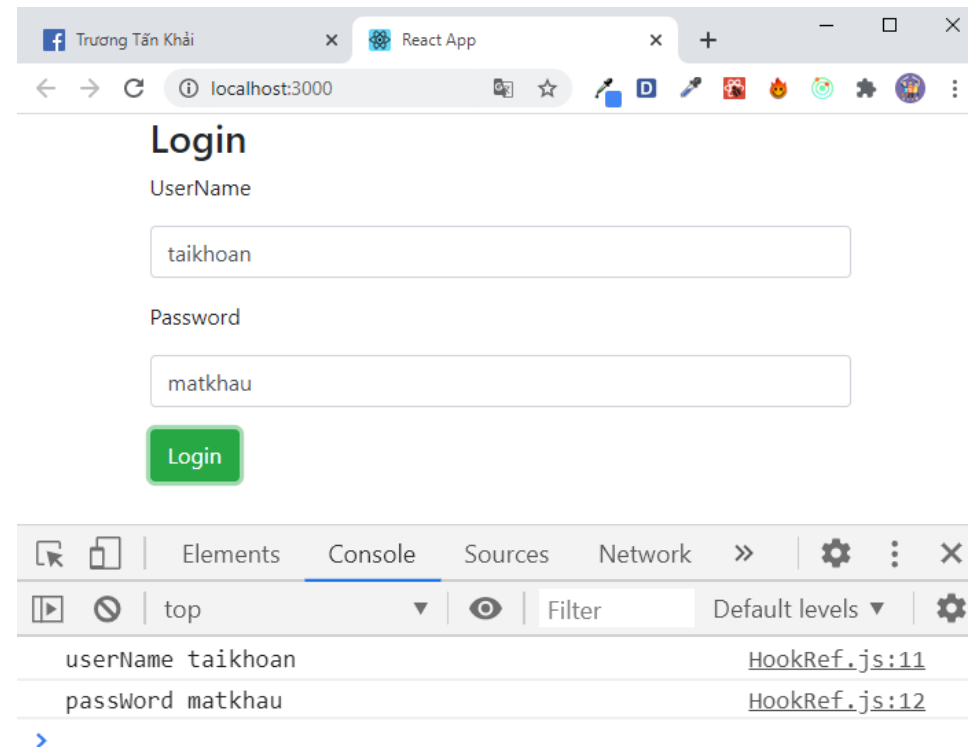 Trương Tấn Khải React App
localhost:3000
Login
UserName
taikhoan
Password
matkhau
Login
Elements Console Sources Network
top Filter Default levels
userName taikhoan HookRef.js:11
passWord matkhau HookRef.js:12